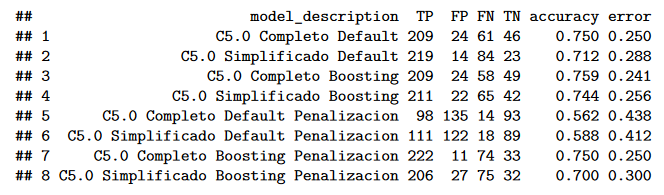 ## model_description TP FP FN TN accuracy error
## 1 C5.0 Completo Default 209 24 61 46 0.750 0.250
## 2 C5.0 Simplificado Default 219 14 84 23 0.712 0.288
## 3 C5.0 Completo Boosting 209 24 58 49 0.759 0.241
## 4 C5.0 Simplificado Boosting 211 22 65 42 0.744 0.256
## 5 C5.0 Completo Default Penalizacion 98 135 14 93 0.562 0.438
## 6 C5.0 Simplificado Default Penalizacion 111 122 18 89 0.588 0.412
## 7 C5.0 Completo Boosting Penalizacion 222 11 74 33 0.750 0.250
## 8 C5.0 Simplificado Boosting Penalizacion 206 27 75 32 0.700 0.300